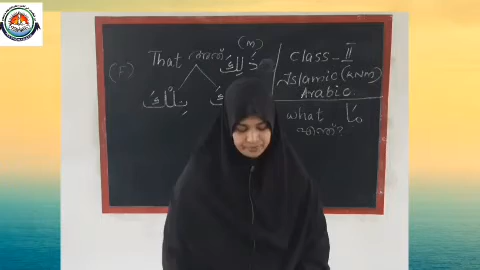 (M)
That അത് ذَلِكَ
(F)
تِلْكَ
Class - II
Islamic (KNM)
Arabic.
what مَا
എന്ത്?